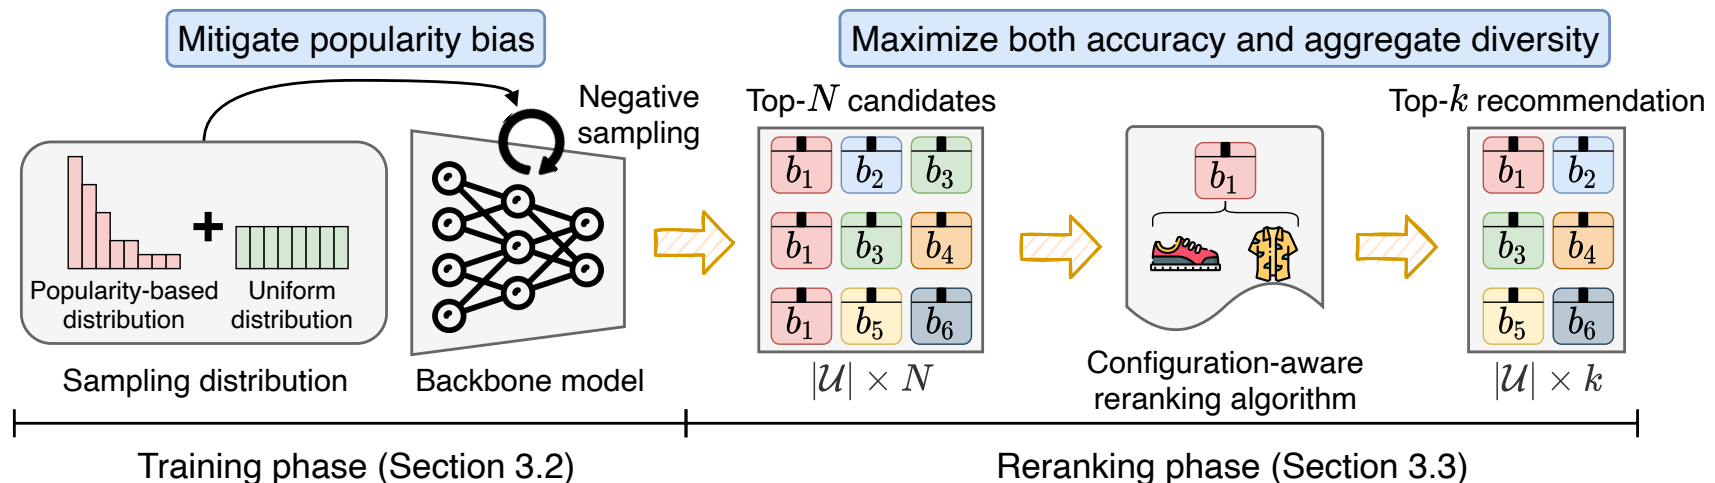 Mitigate popularity bias
Maximize both accuracy and aggregate diversity
Negative
sampling
Popularity-based
distribution
+
Uniform
distribution
Sampling distribution
Backbone model
Top-N candidates
b₁ b₂ b₃
b₁ b₃ b₄
b₁ b₅ b₆
|𝒰| × N
b₁
Configuration-aware
reranking algorithm
Top-k recommendation
b₁ b₂
b₃ b₄
b₅ b₆
|𝒰| × k
Training phase (Section 3.2)
Reranking phase (Section 3.3)